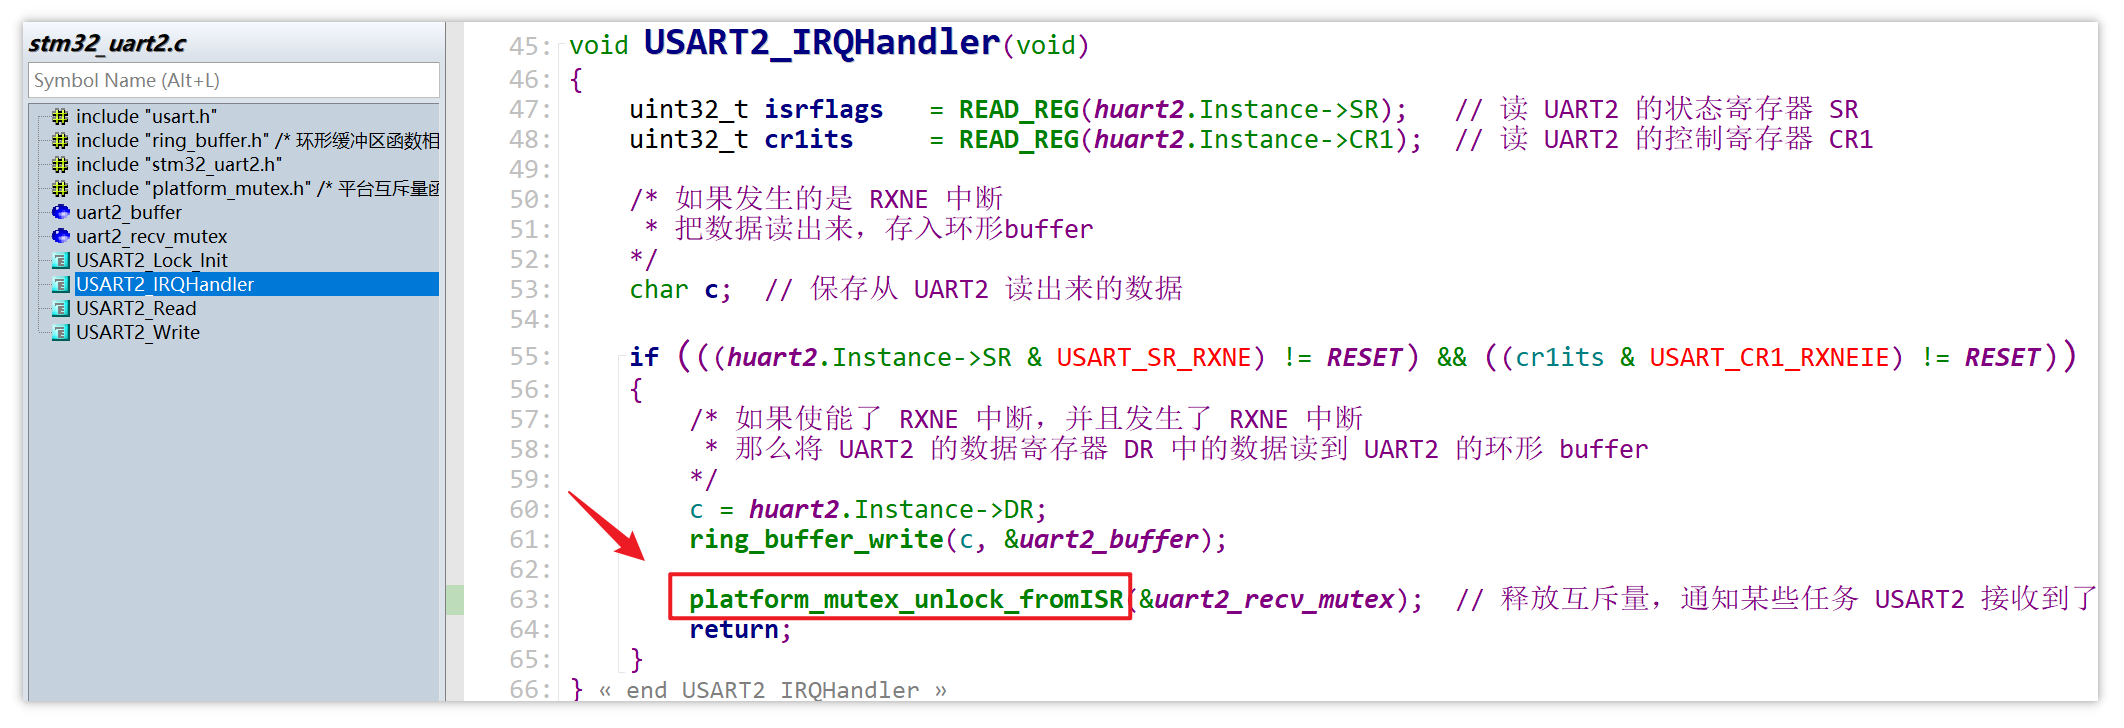 stm32_uart2.c
Symbol Name (Alt+L)
include "usart.h"
include "ring_buffer.h" /* 环形缓冲区函数相
include "stm32_uart2.h"
include "platform_mutex.h" /* 平台互斥量函
uart2_buffer
uart2_recv_mutex
USART2_Lock_Init
USART2_IRQHandler
USART2_Read
USART2_Write
45: void USART2_IRQHandler(void)
46: {
47: uint32_t isrflags = READ_REG(huart2.Instance->SR); // 读 UART2 的状态寄存器 SR
48: uint32_t cr1its = READ_REG(huart2.Instance->CR1); // 读 UART2 的控制寄存器 CR1
49:
50: /* 如果发生的是 RXNE 中断
51: * 把数据读出来，存入环形buffer
52: */
53: char c; // 保存从 UART2 读出来的数据
54:
55: if (((huart2.Instance->SR & USART_SR_RXNE) != RESET) && ((cr1its & USART_CR1_RXNEIE) != RESET))
56: {
57: /* 如果使能了 RXNE 中断，并且发生了 RXNE 中断
58: * 那么将 UART2 的数据寄存器 DR 中的数据读到 UART2 的环形 buffer
59: */
60: c = huart2.Instance->DR;
61: ring_buffer_write(c, &uart2_buffer);
62:
63: platform_mutex_unlock_fromISR(&uart2_recv_mutex); // 释放互斥量，通知某些任务 USART2 接收到了
64: return;
65: }
66: } « end USART2_IRQHandler »